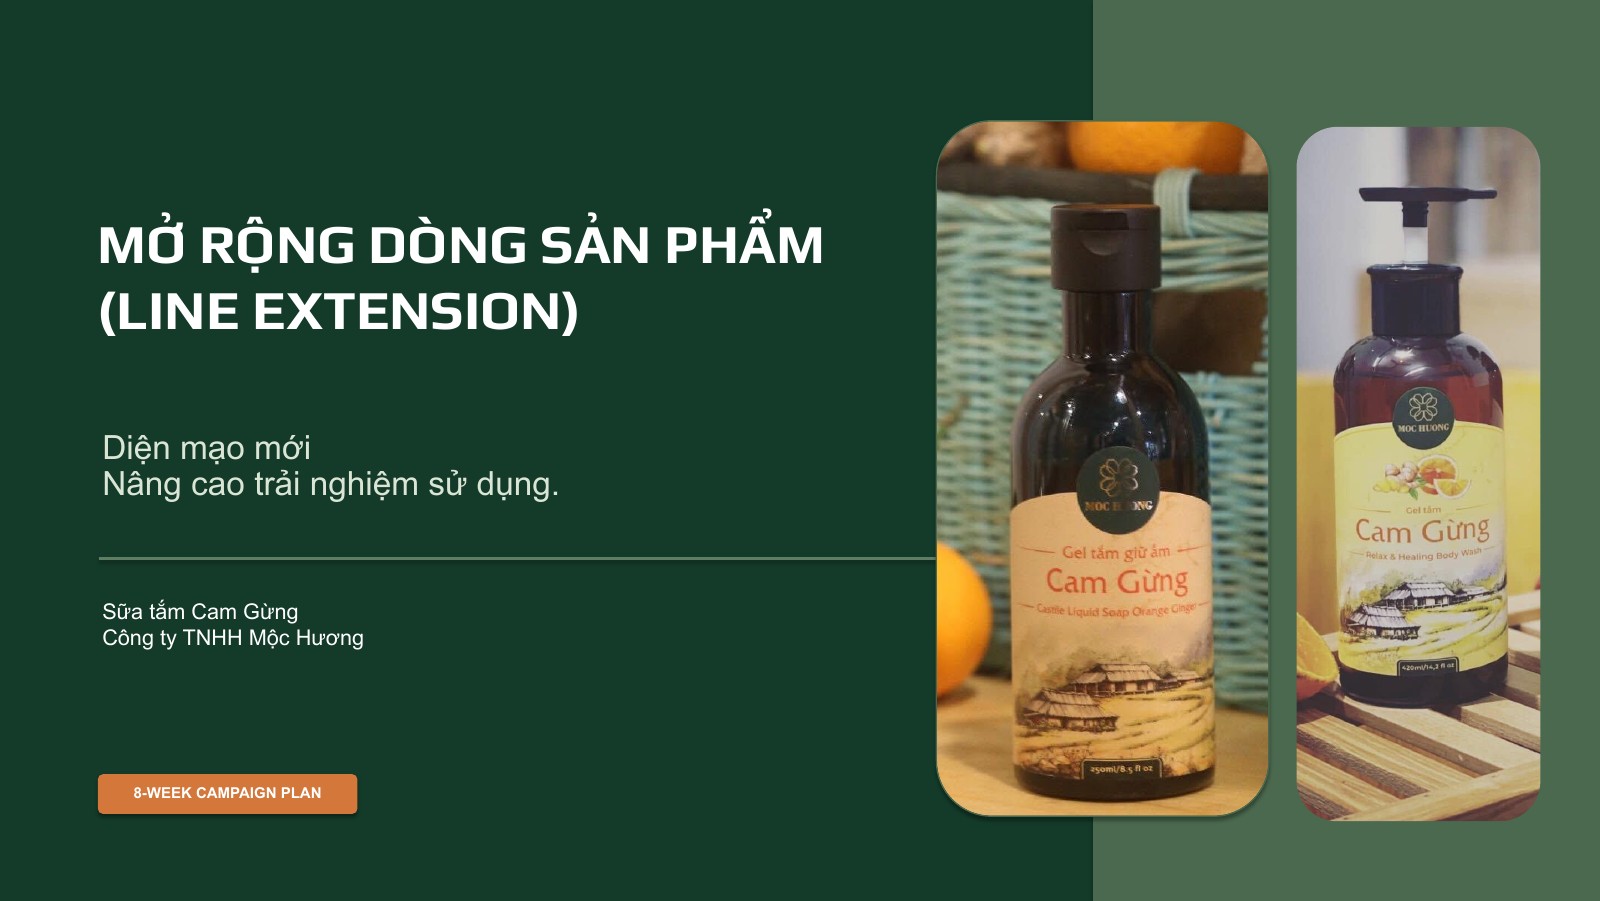 MỞ RỘNG DÒNG SẢN PHẨM
(LINE EXTENSION)
Diện mạo mới
Nâng cao trải nghiệm sử dụng.
Sữa tắm Cam Gừng
Công ty TNHH Mộc Hương
8-WEEK CAMPAIGN PLAN
MOC HUONG
Gel tắm giữ ấm
Cam Gừng
Castile Liquid Soap Orange Ginger
250ml/8.5 fl oz
MOC HUONG
Gel tắm
Cam Gừng
Relax & Healing Body Wash
420ml/14,2 fl oz